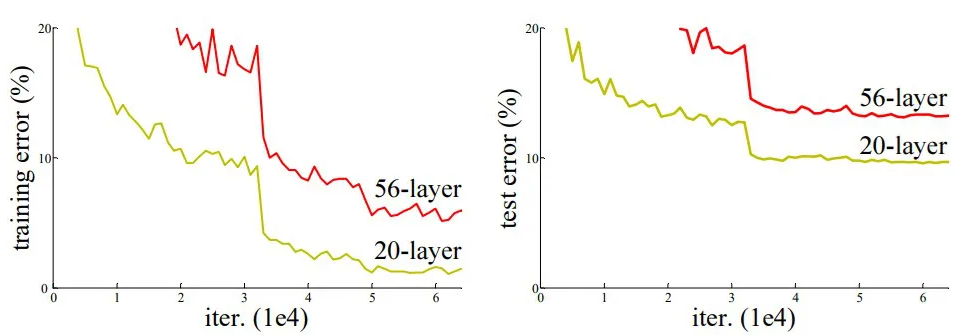 training error (%)
20
10
0
0 1 2 3 4 5 6
iter. (1e4)
56-layer
20-layer
test error (%)
20
10
0
0 1 2 3 4 5 6
iter. (1e4)
56-layer
20-layer